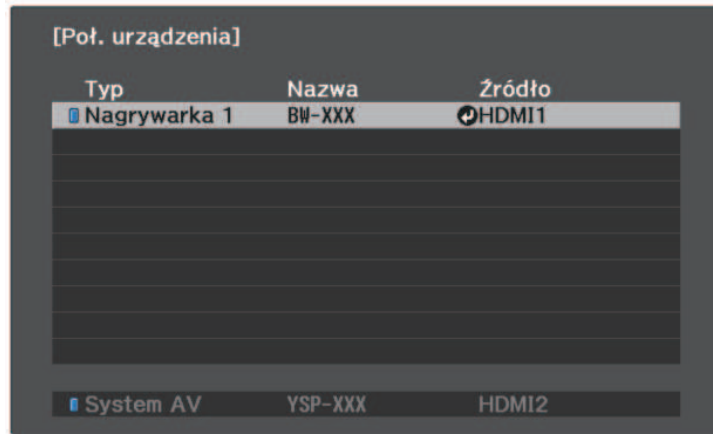 [Poł. urządzenia]
Typ Nazwa Źródło
Nagrywarka 1 BW-XXX HDMI1
System AV YSP-XXX HDMI2